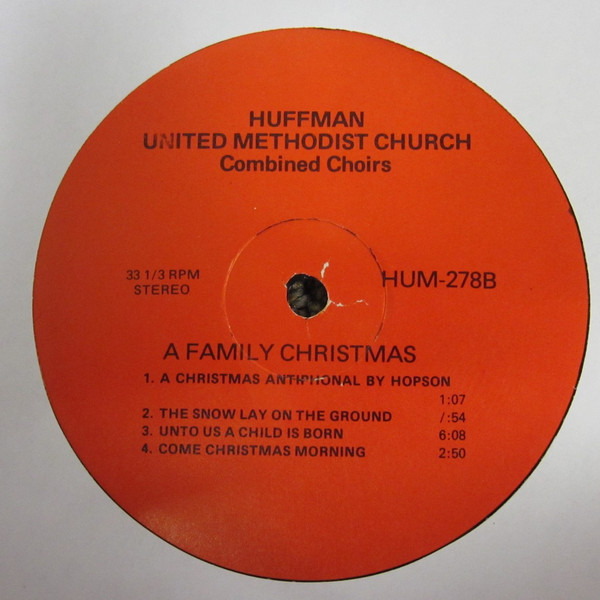 HUFFMAN
UNITED METHODIST CHURCH
Combined Choirs
33 1/3 RPM
STEREO
HUM-278B
A FAMILY CHRISTMAS
1. A CHRISTMAS ANTIPHONAL BY HOPSON
1:07
2. THE SNOW LAY ON THE GROUND /:54
3. UNTO US A CHILD IS BORN 6:08
4. COME CHRISTMAS MORNING 2:50